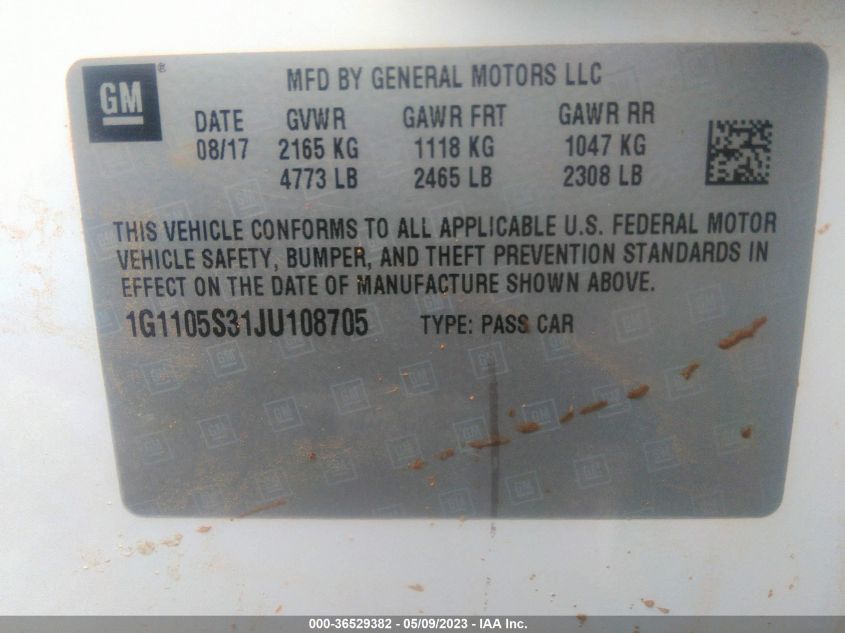 GM ®
MFD BY GENERAL MOTORS LLC
DATE GVWR GAWR FRT GAWR RR
08/17 2165 KG 1118 KG 1047 KG
4773 LB 2465 LB 2308 LB
THIS VEHICLE CONFORMS TO ALL APPLICABLE U.S. FEDERAL MOTOR
VEHICLE SAFETY, BUMPER, AND THEFT PREVENTION STANDARDS IN
EFFECT ON THE DATE OF MANUFACTURE SHOWN ABOVE.
1G1105S31JU108705 TYPE: PASS CAR
000-36529382 - 05/09/2023 - IAA Inc.